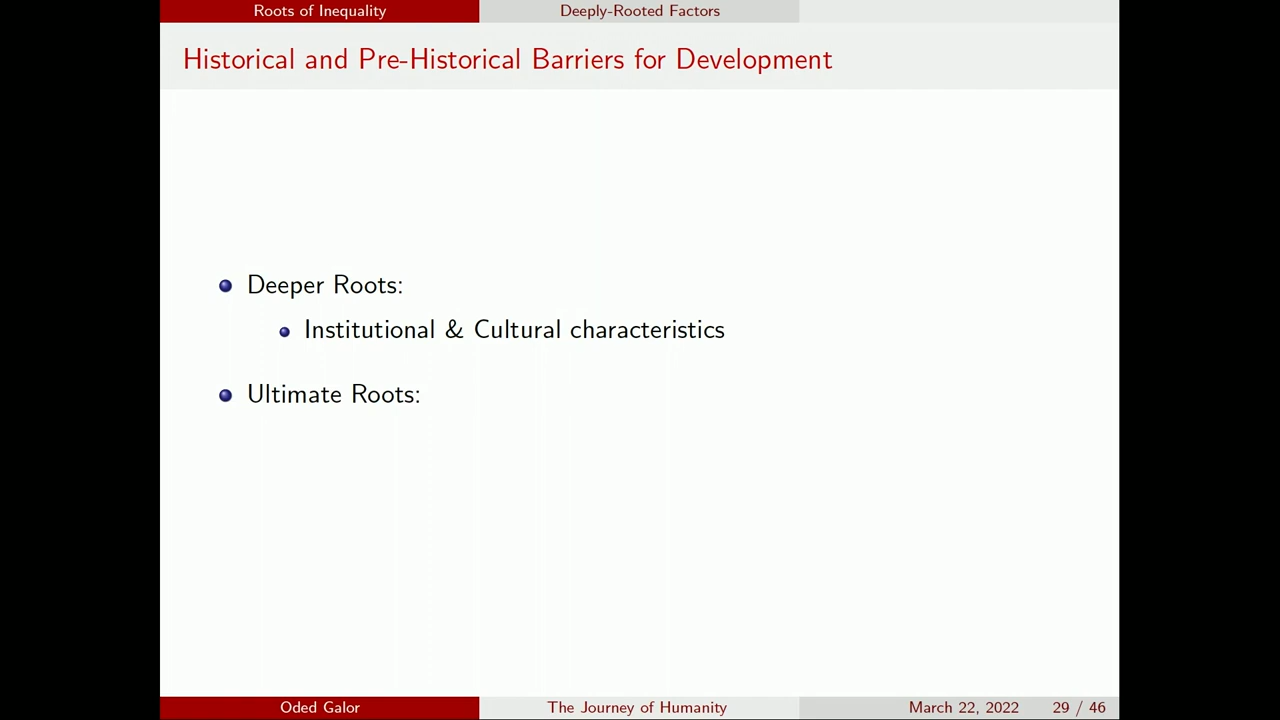 Roots of Inequality Deeply-Rooted Factors
Historical and Pre-Historical Barriers for Development
Deeper Roots:
Institutional & Cultural characteristics
Ultimate Roots:
Oded Galor The Journey of Humanity March 22, 2022 29 / 46